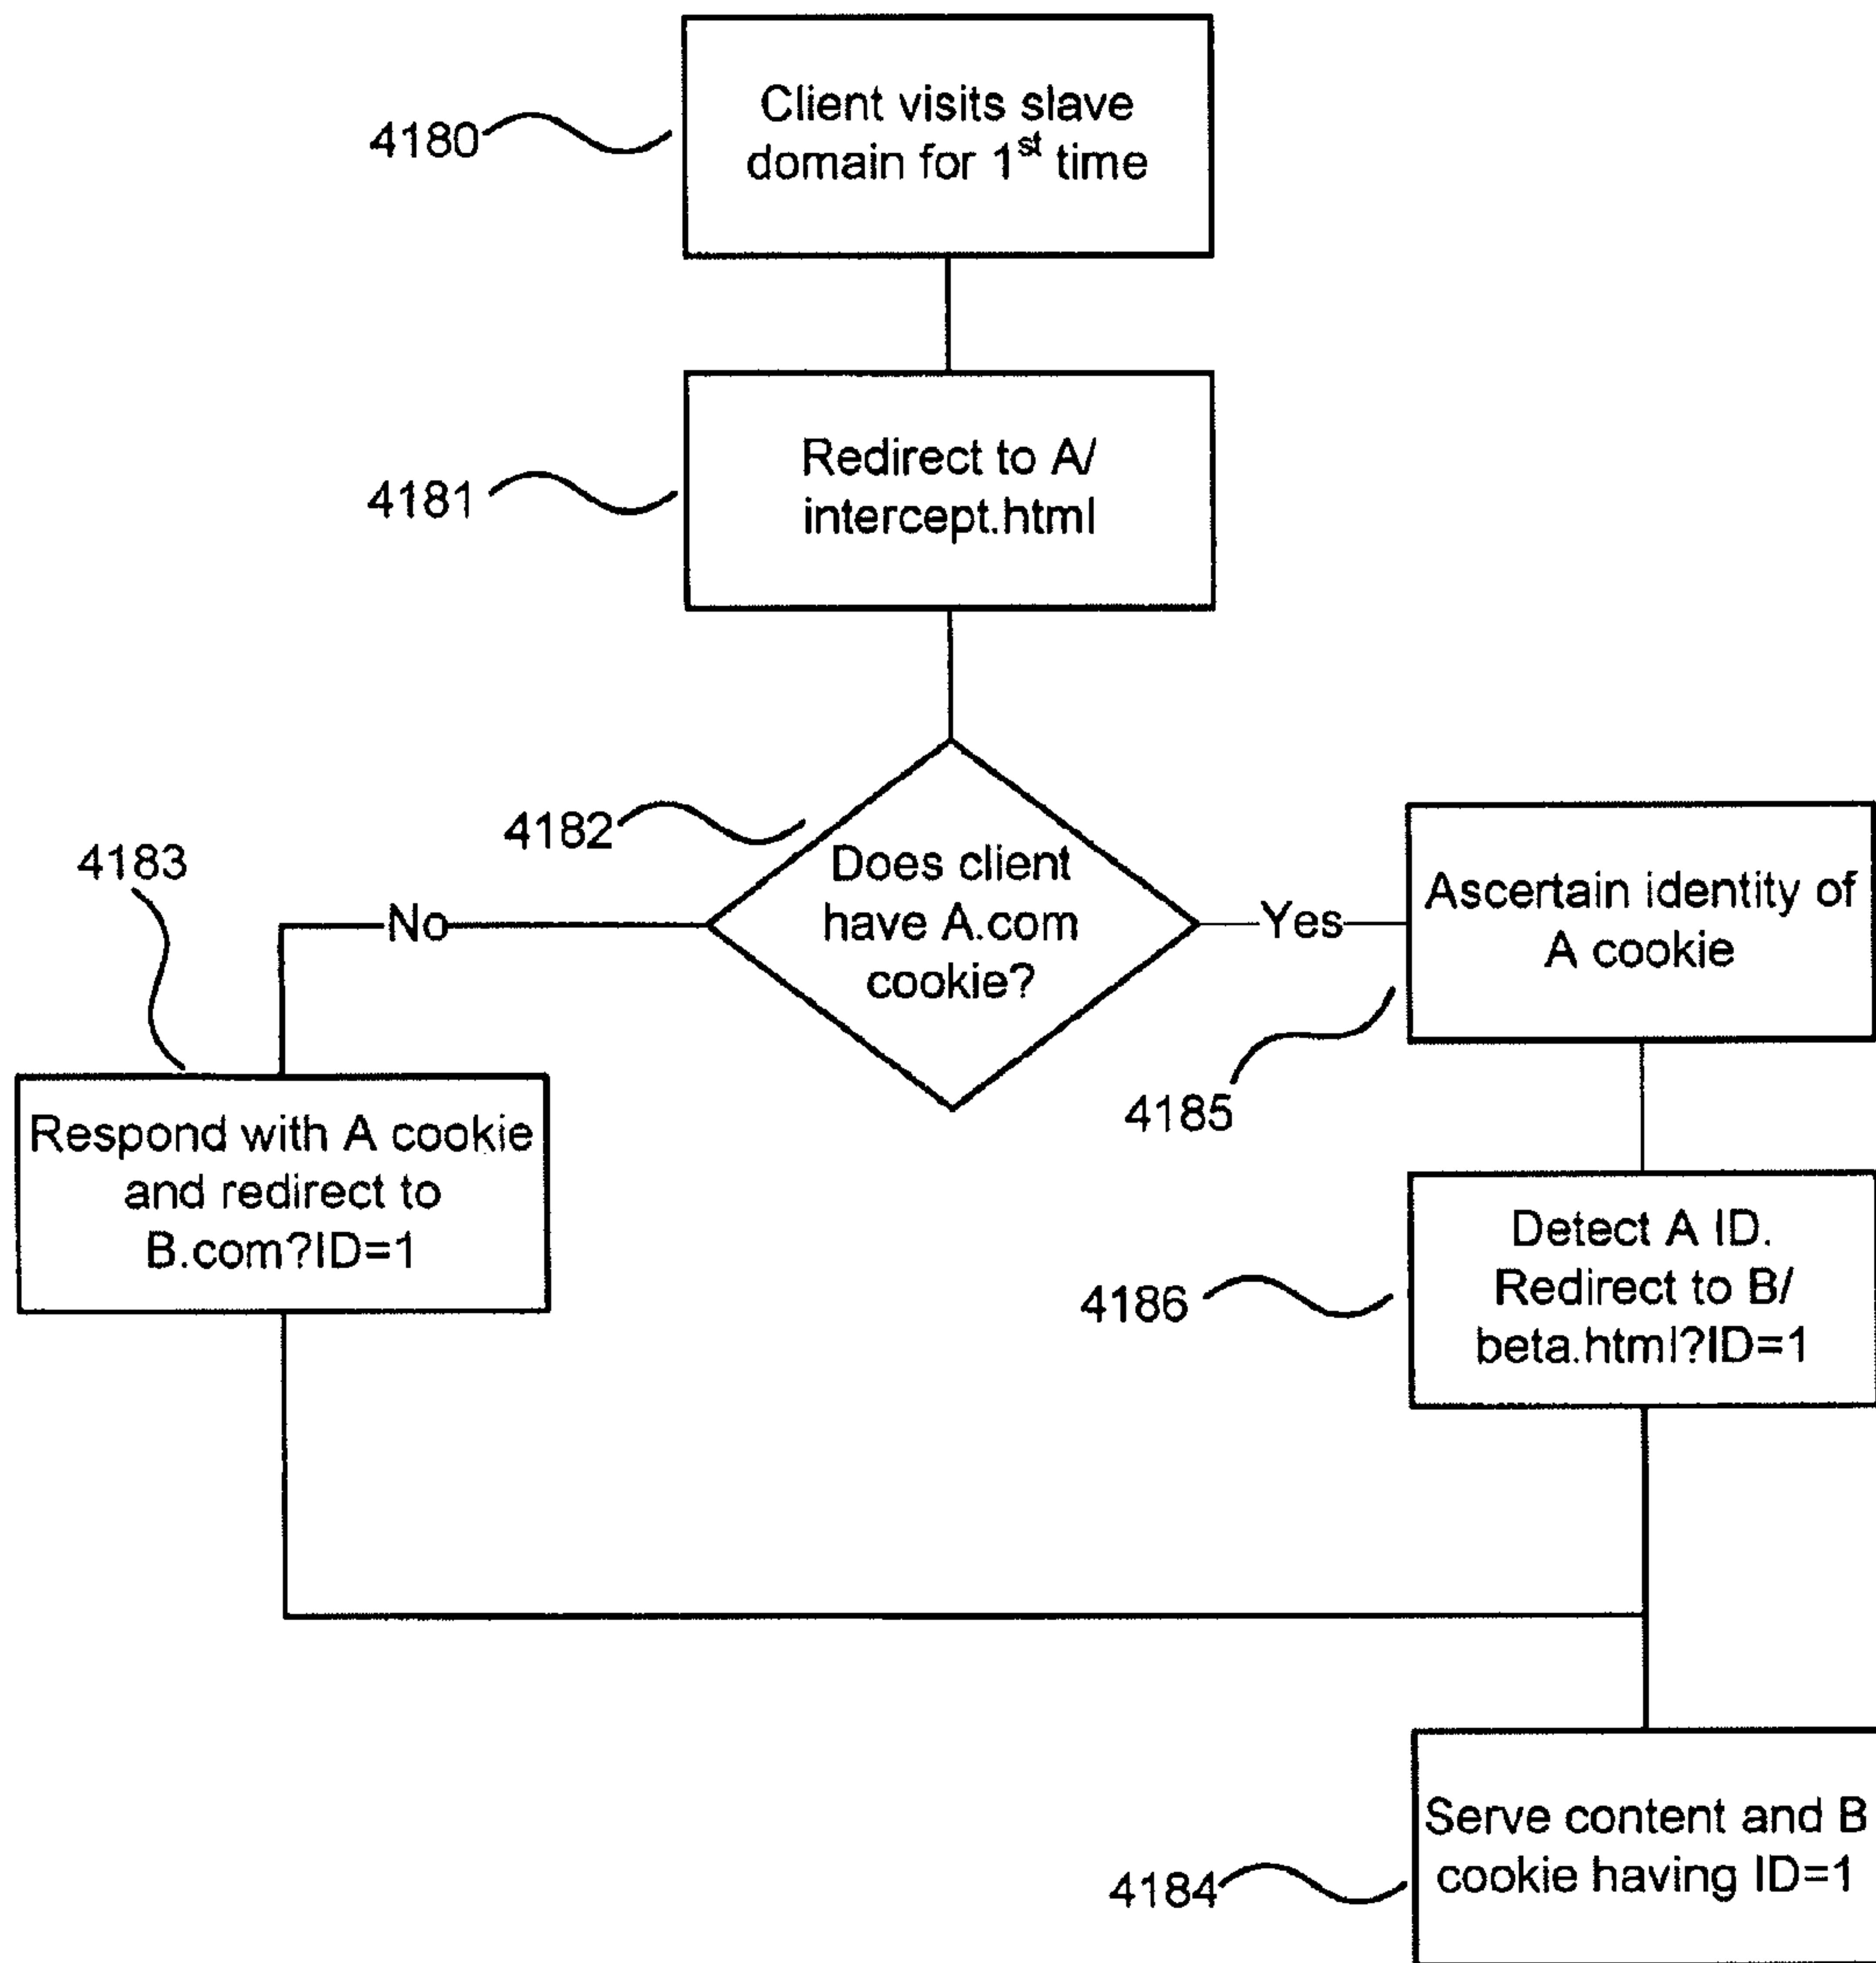 Client visits slave
domain for 1st time
4180
Redirect to A/
intercept.html
4181
4182
Does client
have A.com
cookie?
No
Yes
4183
Respond with A cookie
and redirect to
B.com?ID=1
Ascertain identity of
A cookie
4185
Detect A ID.
Redirect to B/
beta.html?ID=1
4186
Serve content and B
cookie having ID=1
4184